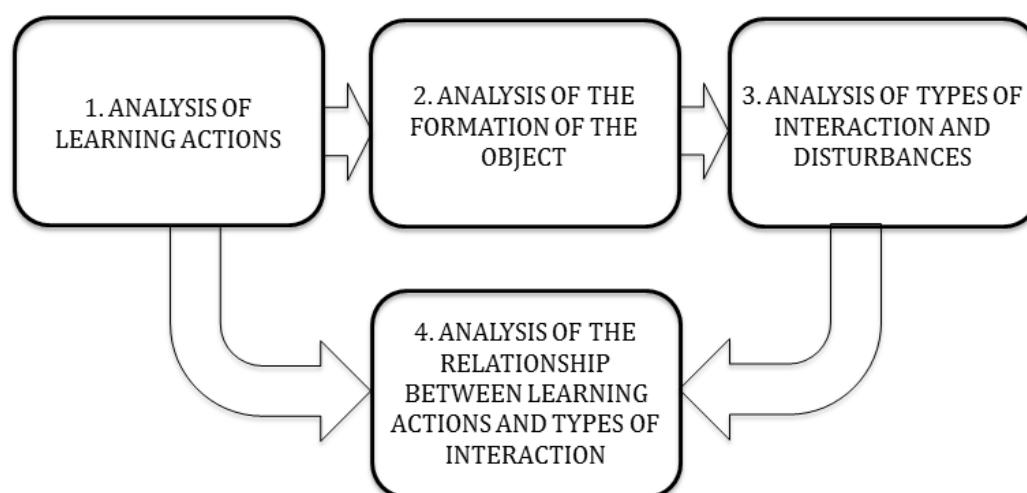 1. ANALYSIS OF
LEARNING ACTIONS
2. ANALYSIS OF THE
FORMATION OF THE
OBJECT
3. ANALYSIS OF TYPES OF
INTERACTION AND
DISTURBANCES
4. ANALYSIS OF THE
RELATIONSHIP
BETWEEN LEARNING
ACTIONS AND TYPES OF
INTERACTION